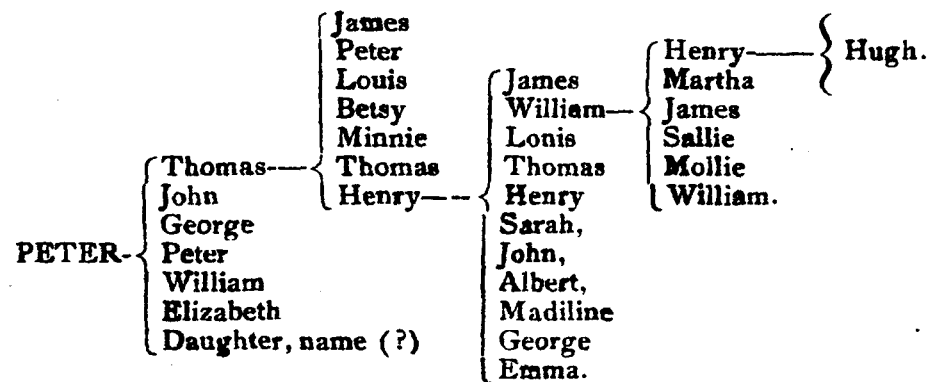 James
Peter
Louis
Betsy
Minnie
Thomas
Henry
Henry
Martha
James
Sallie
Mollie
William.
Hugh.
James
William
Lonis
Thomas
Henry
Sarah,
John,
Albert,
Madiline
George
Emma.
PETER
Thomas
John
George
Peter
William
Elizabeth
Daughter, name (?)